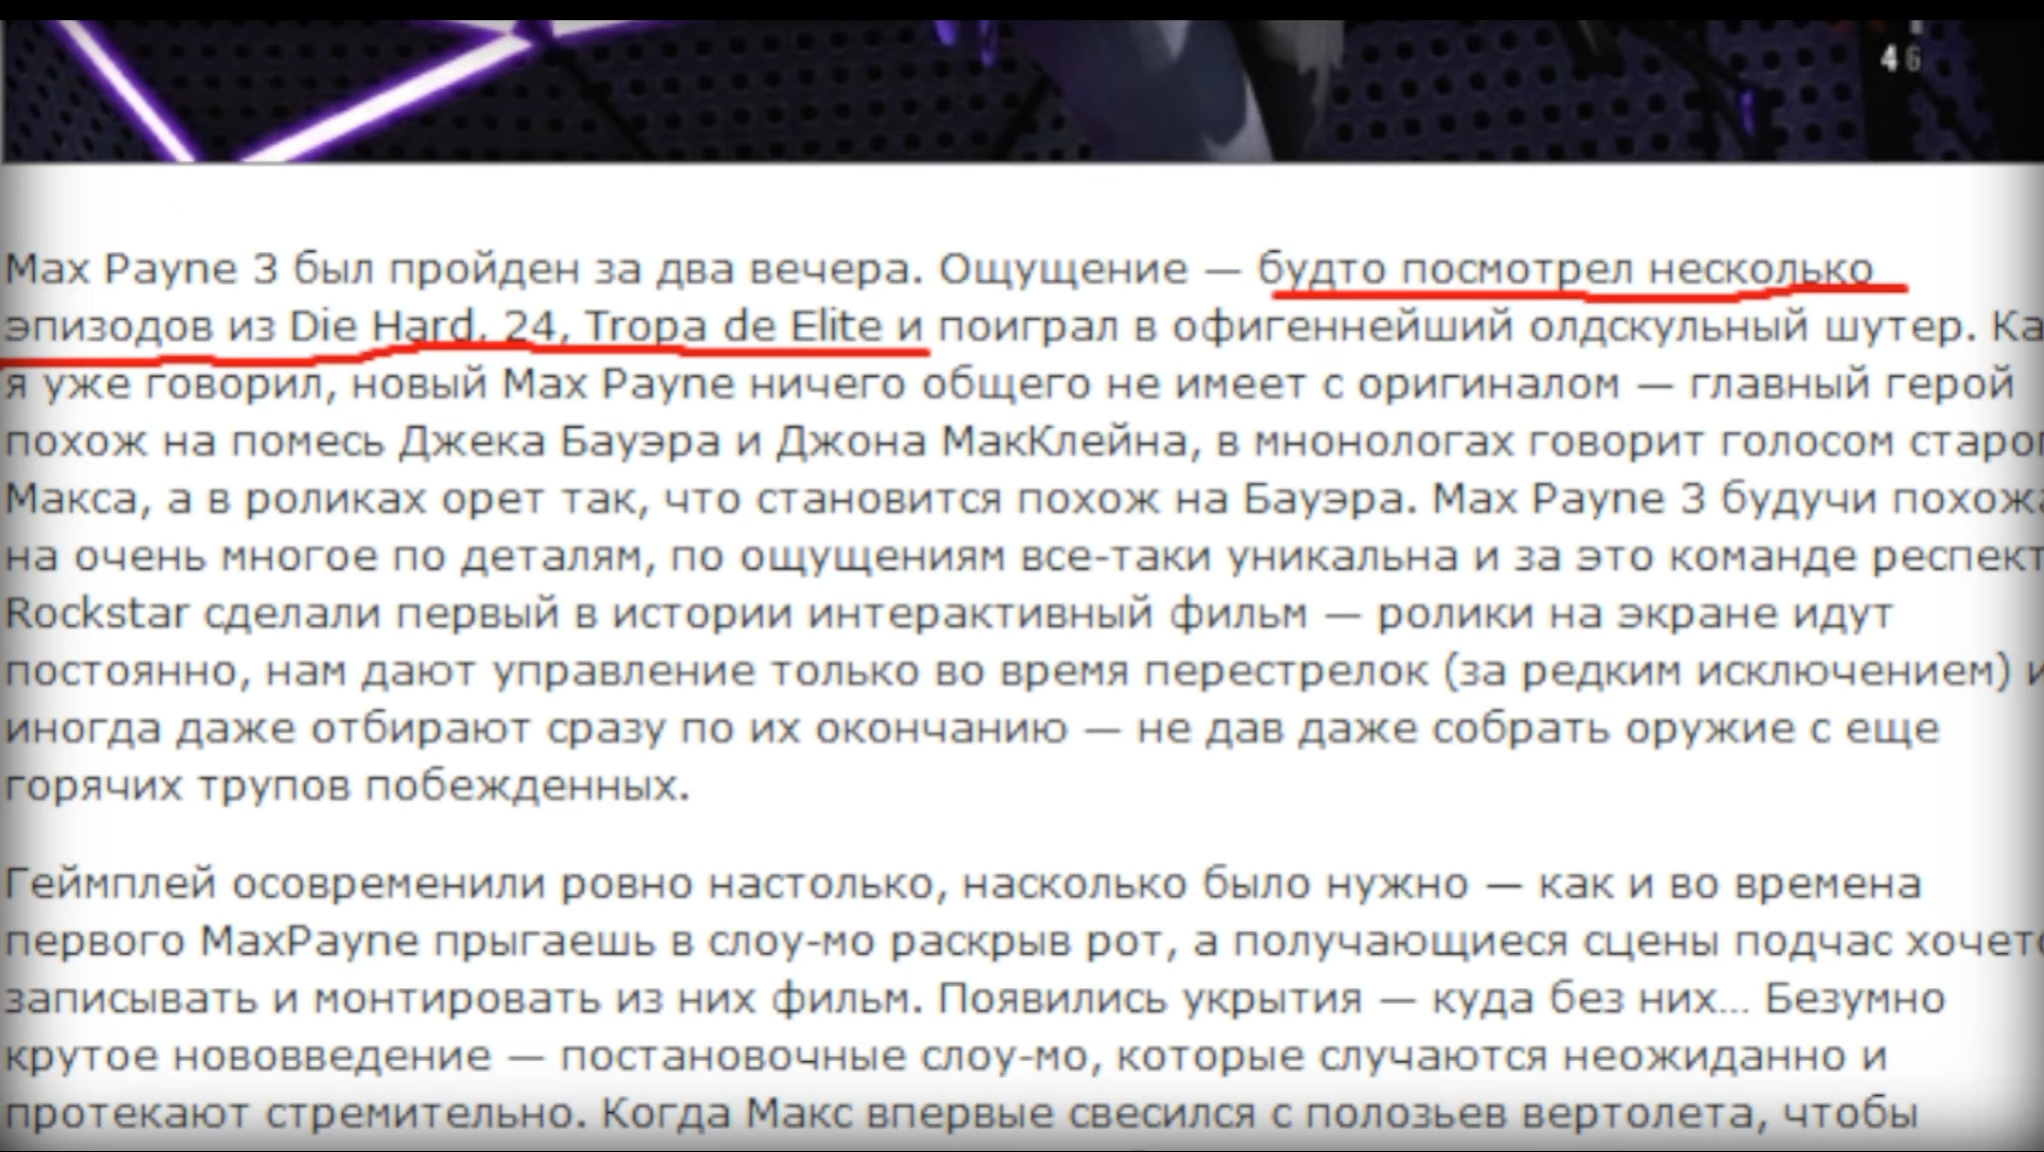 46
Max Payne 3 был пройден за два вечера. Ощущение — будто посмотрел несколько
эпизодов из Die Hard, 24, Tropa de Elite и поиграл в офигеннейший олдскульный шутер. Ка
я уже говорил, новый Max Payne ничего общего не имеет с оригиналом — главный герой
похож на помесь Джека Бауэра и Джона МакКлейна, в мнонологах говорит голосом старог
Макса, а в роликах орет так, что становится похож на Бауэра. Max Payne 3 будучи похожа
на очень многое по деталям, по ощущениям все-таки уникальна и за это команде респект
Rockstar сделали первый в истории интерактивный фильм — ролики на экране идут
постоянно, нам дают управление только во время перестрелок (за редким исключением) и
иногда даже отбирают сразу по их окончанию — не дав даже собрать оружие с еще
горячих трупов побежденных.
Геймплей осовременили ровно настолько, насколько было нужно — как и во времена
первого MaxPayne прыгаешь в слоу-мо раскрыв рот, а получающиеся сцены подчас хочетс
записывать и монтировать из них фильм. Появились укрытия — куда без них... Безумно
крутое нововведение — постановочные слоу-мо, которые случаются неожиданно и
протекают стремительно. Когда Макс впервые свесился с полозьев вертолета, чтобы